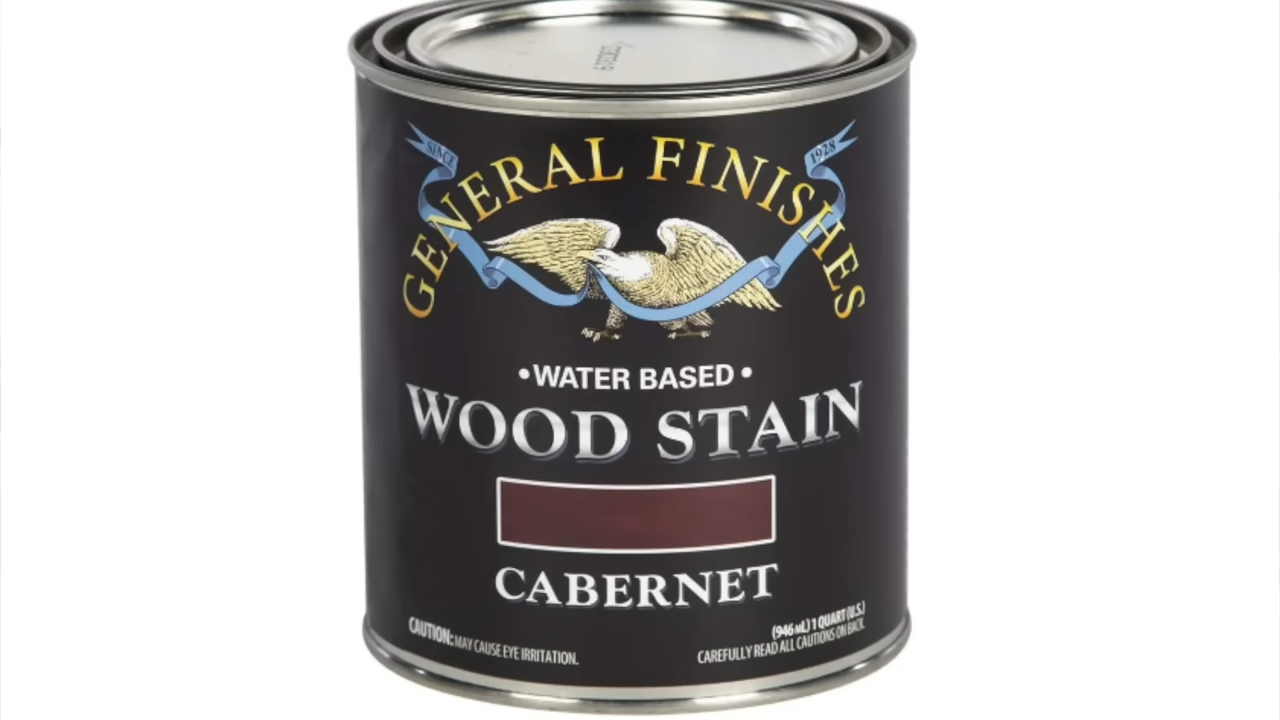 SINCE
1928
GENERAL FINISHES
• WATER BASED •
WOOD STAIN
CABERNET
CAUTION: MAY CAUSE EYE IRRITATION.
(946 mL) 1 QUART (U.S.)
CAREFULLY READ ALL CAUTIONS ON BACK.